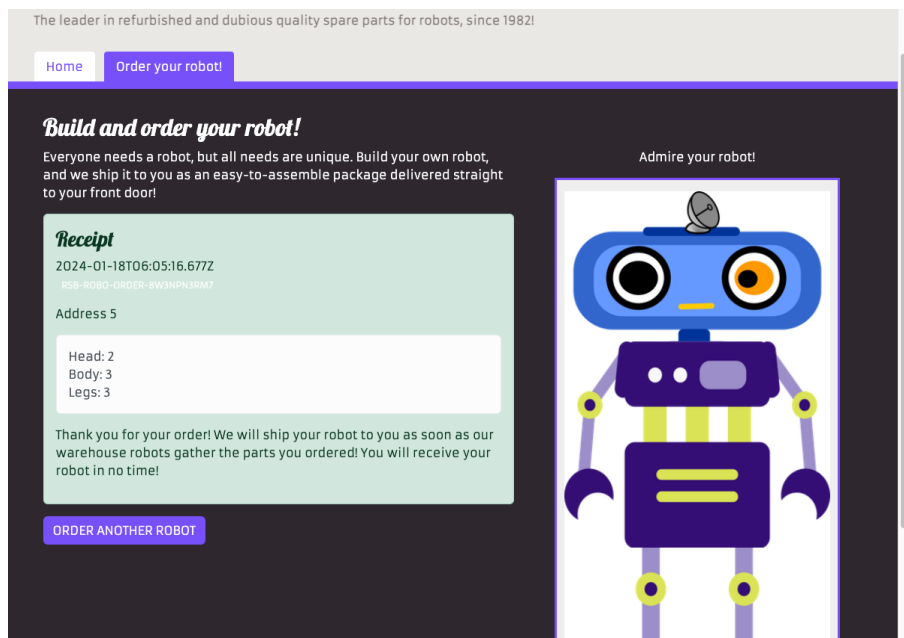 The leader in refurbished and dubious quality spare parts for robots, since 1982!
Home
Order your robot!
Build and order your robot!
Everyone needs a robot, but all needs are unique. Build your own robot,
and we ship it to you as an easy-to-assemble package delivered straight
to your front door!
Receipt
2024-01-18T06:05:16.677Z
RSB-ROBO-ORDER-8W3NPN3RM7
Address 5
Head: 2
Body: 3
Legs: 3
Thank you for your order! We will ship your robot to you as soon as our
warehouse robots gather the parts you ordered! You will receive your
robot in no time!
ORDER ANOTHER ROBOT
Admire your robot!